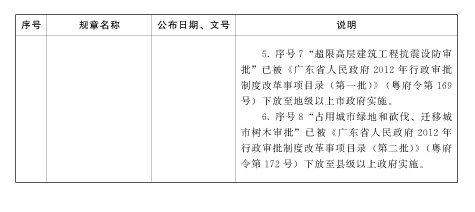 序号 规章名称 公布日期、文号 说明
5. 序号 7“超限高层建筑工程抗震设防审
批”已被《广东省人民政府 2012 年行政审批
制度改革事项目录（第一批）》（粤府令第 169
号）下放至地级以上市政府实施。
6. 序号 8“占用城市绿地和砍伐、迁移城
市树木审批”已被《广东省人民政府 2012 年
行政审批制度改革事项目录（第二批）》（粤府
令第 172 号）下放至县级以上政府实施。